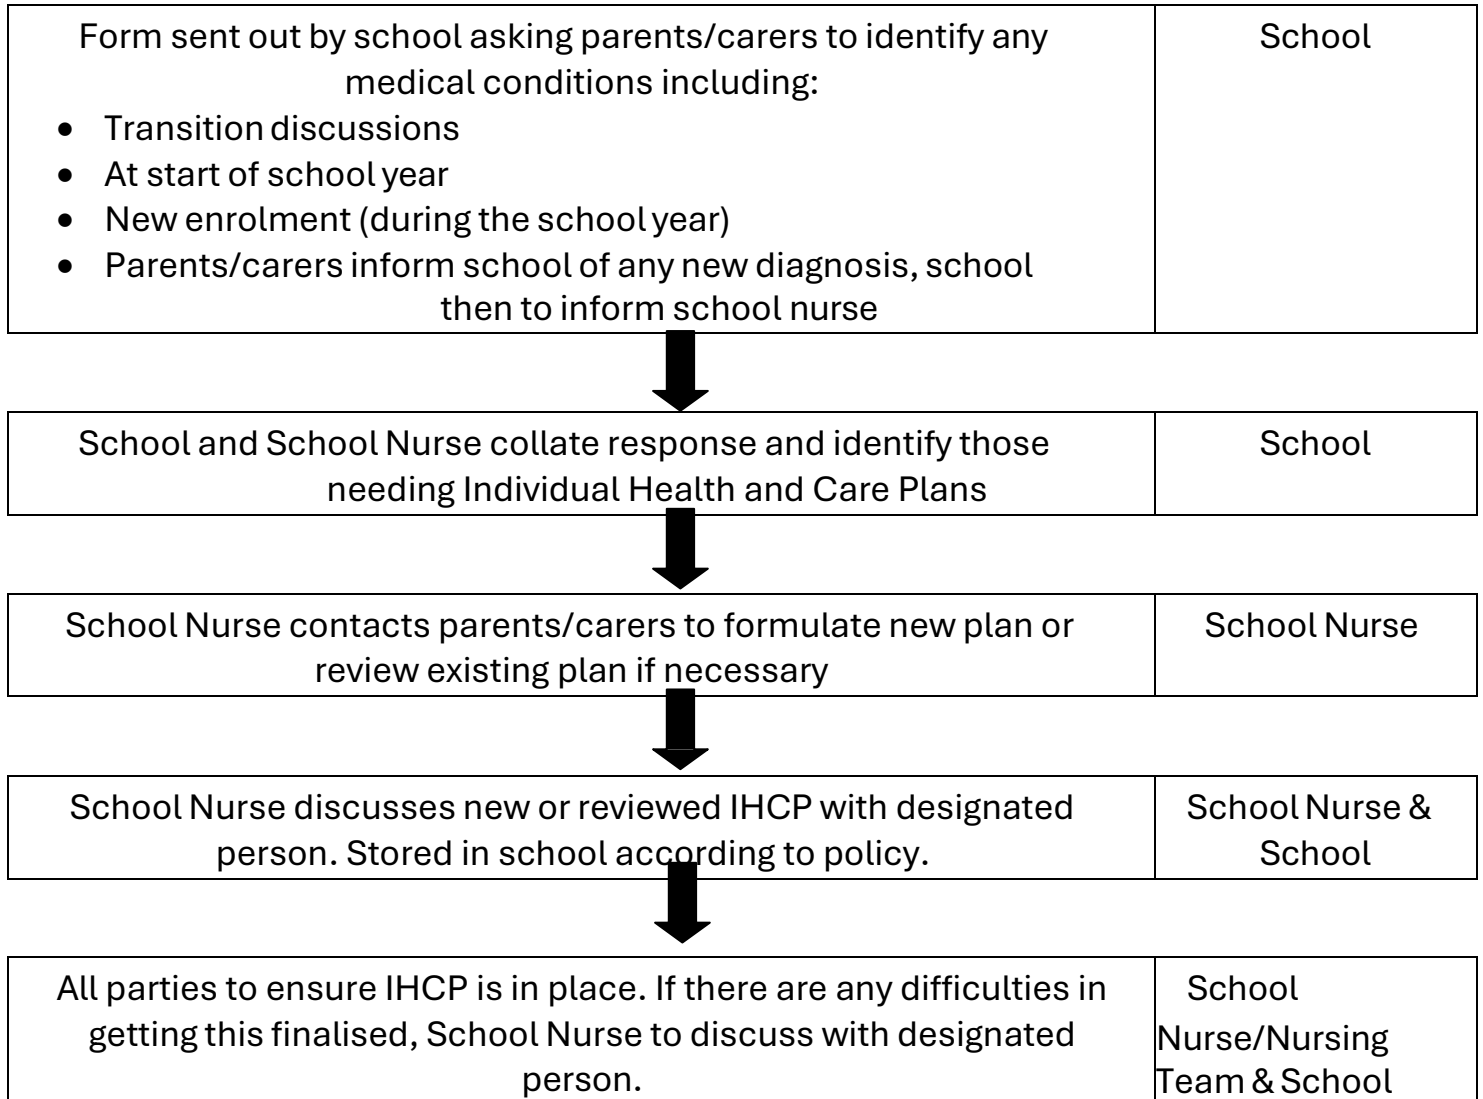 Form sent out by school asking parents/carers to identify any
medical conditions including:
• Transition discussions
• At start of school year
• New enrolment (during the school year)
• Parents/carers inform school of any new diagnosis, school
then to inform school nurse
School
School and School Nurse collate response and identify those
needing Individual Health and Care Plans
School
School Nurse contacts parents/carers to formulate new plan or
review existing plan if necessary
School Nurse
School Nurse discusses new or reviewed IHCP with designated
person. Stored in school according to policy.
School Nurse &
School
All parties to ensure IHCP is in place. If there are any difficulties in
getting this finalised, School Nurse to discuss with designated
person.
School
Nurse/Nursing
Team & School